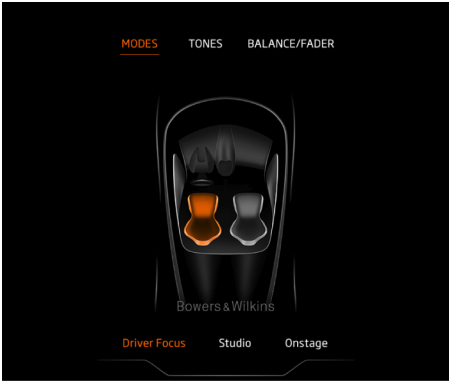 MODES TONES BALANCE/FADER
Bowers & Wilkins
Driver Focus Studio Onstage